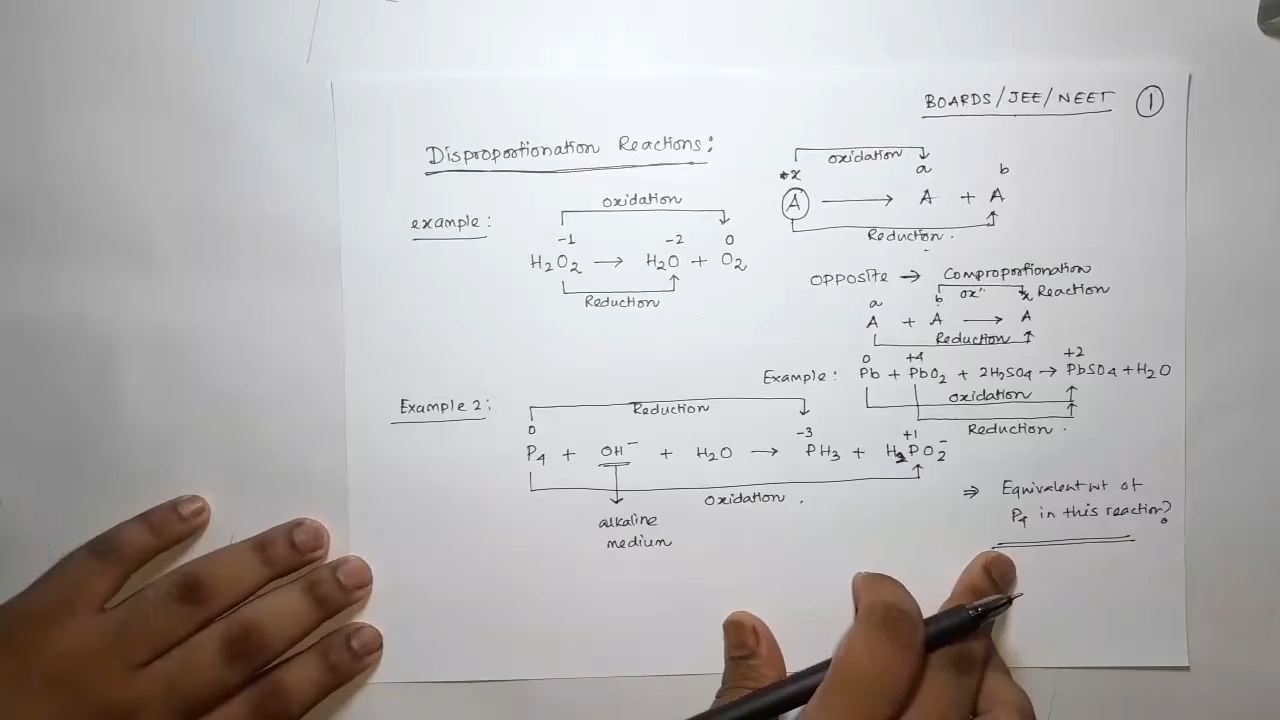 BOARDS/JEE/NEET ①
Disproportionation Reactions:
oxidation
x a b
A → A + A
Reduction.
example:
oxidation
-1 -2 0
H2O2 → H2O + O2
Reduction
OPPOSITE → Comproportionation
Reaction
oxⁿ
a b x
A + A → A
Reduction
Example:
0 +4 +2
Pb + PbO2 + 2H2SO4 → PbSO4 + H2O
oxidation
Reduction.
Example 2:
Reduction
0 -3 +1
P4 + OH⁻ + H2O → PH3 + H2PO2⁻
oxidation.
alkaline
medium
⇒ Equivalent wt of
P4 in this reaction?